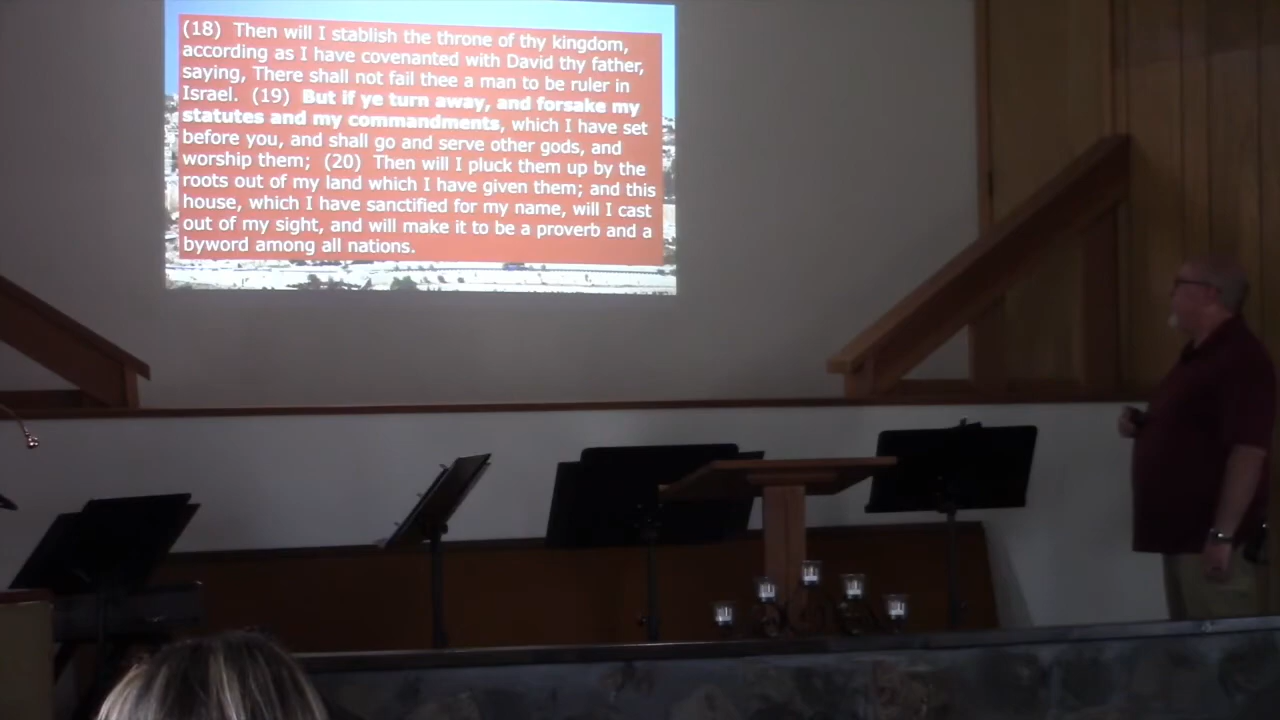 (18) Then will I stablish the throne of thy kingdom,
according as I have covenanted with David thy father,
saying, There shall not fail thee a man to be ruler in
Israel. (19) But if ye turn away, and forsake my
statutes and my commandments, which I have set
before you, and shall go and serve other gods, and
worship them; (20) Then will I pluck them up by the
roots out of my land which I have given them; and this
house, which I have sanctified for my name, will I cast
out of my sight, and will make it to be a proverb and a
byword among all nations.